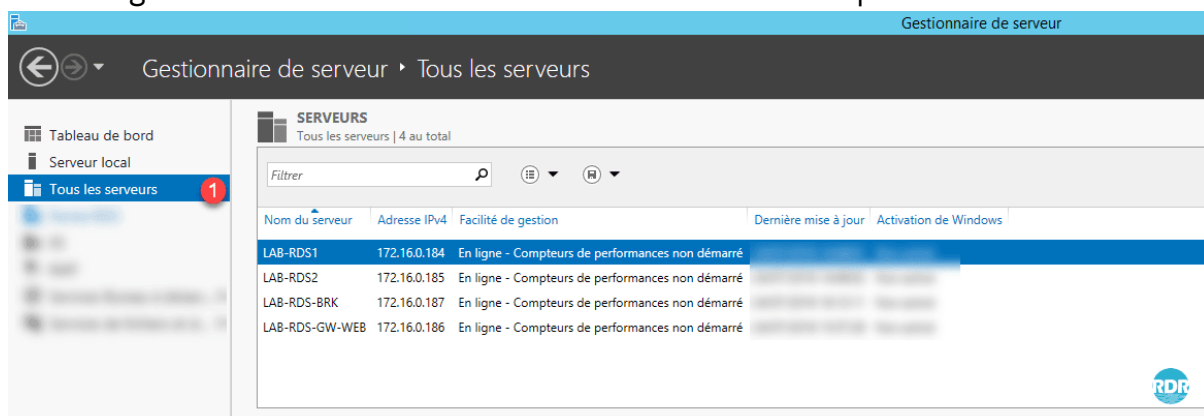 Gestionnaire de serveur
Gestionnaire de serveur ‣ Tous les serveurs
Tableau de bord
Serveur local
Tous les serveurs 1
SERVEURS
Tous les serveurs | 4 au total
Filtrer
Nom du serveur Adresse IPv4 Facilité de gestion Dernière mise à jour Activation de Windows
LAB-RDS1 172.16.0.184 En ligne - Compteurs de performances non démarré
LAB-RDS2 172.16.0.185 En ligne - Compteurs de performances non démarré
LAB-RDS-BRK 172.16.0.187 En ligne - Compteurs de performances non démarré
LAB-RDS-GW-WEB 172.16.0.186 En ligne - Compteurs de performances non démarré
RDR